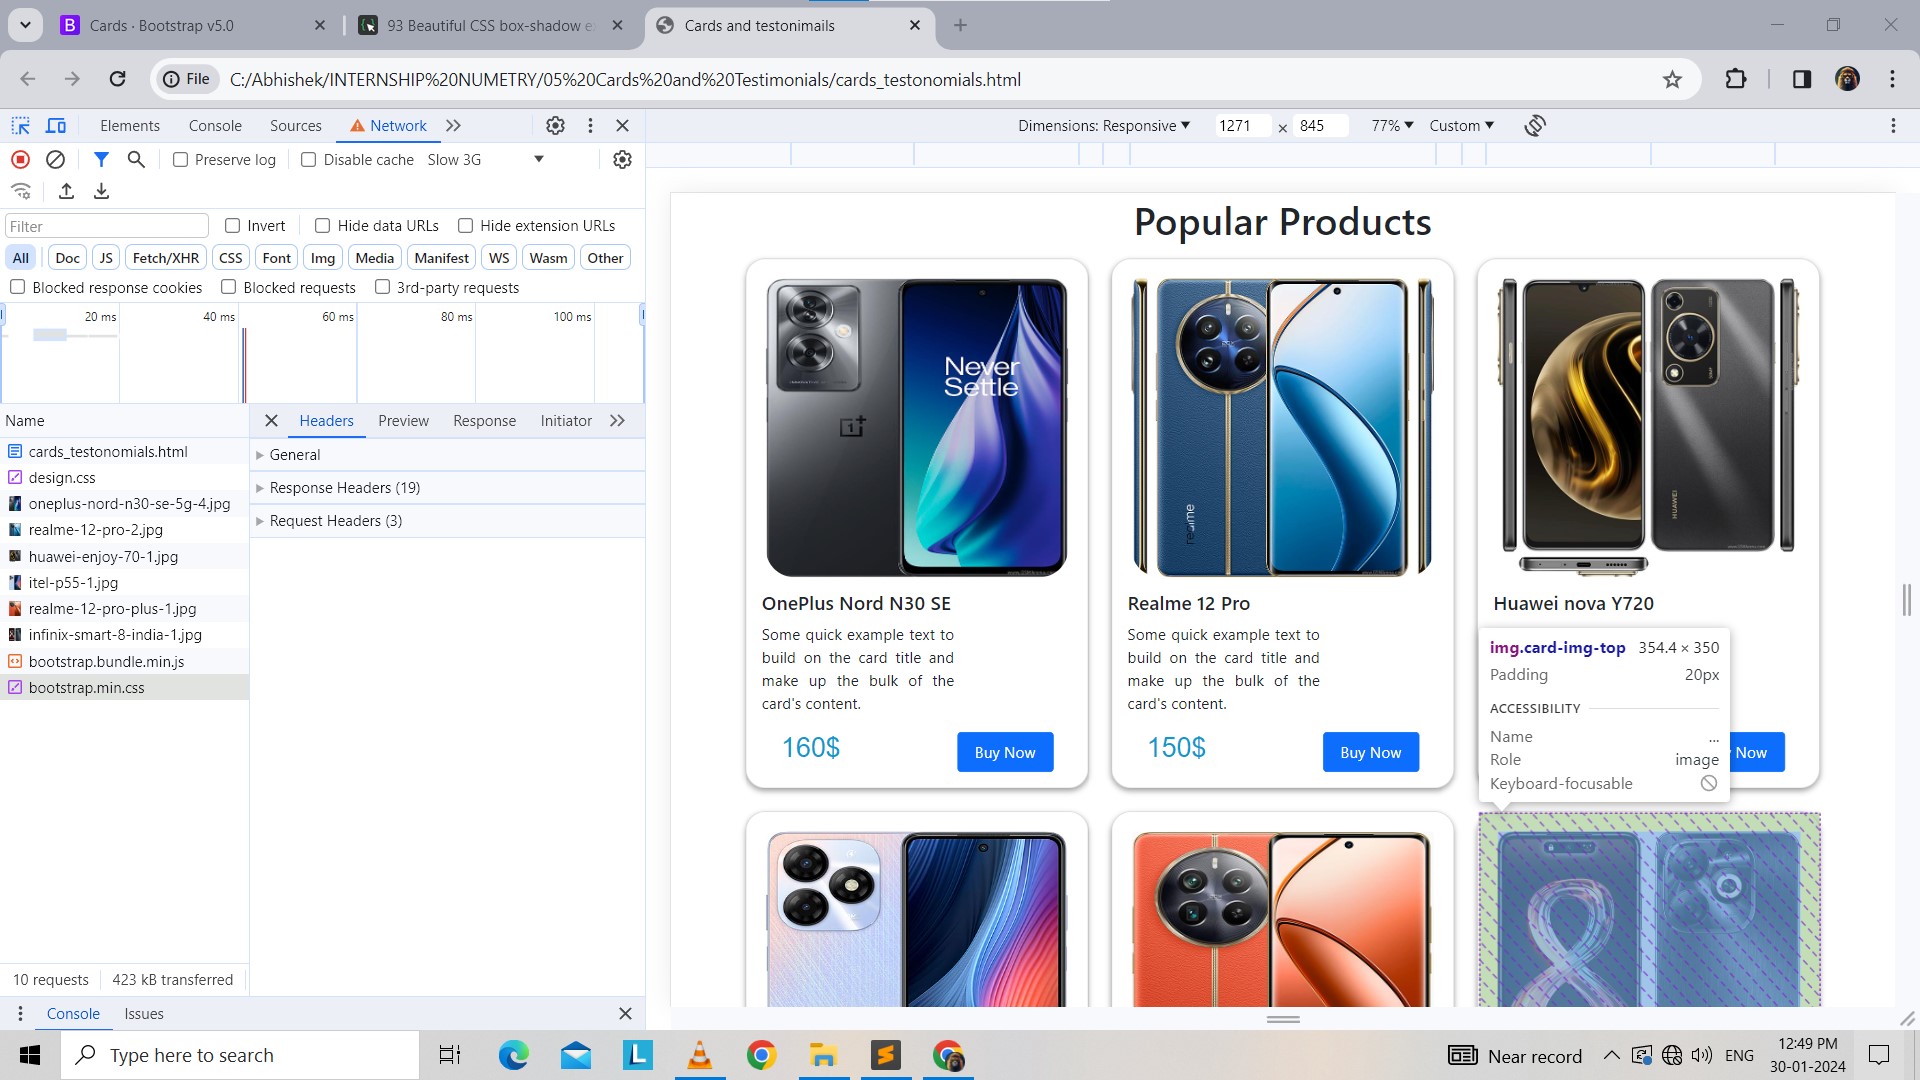 Cards · Bootstrap v5.0
93 Beautiful CSS box-shadow e
Cards and testonimails
File
C:/Abhishek/INTERNSHIP%20NUMETRY/05%20Cards%20and%20Testimonials/cards_testonomials.html
Elements Console Sources Network
Dimensions: Responsive 1271 × 845 77% Custom
Preserve log Disable cache Slow 3G
Filter Invert Hide data URLs Hide extension URLs
All Doc JS Fetch/XHR CSS Font Img Media Manifest WS Wasm Other
Blocked response cookies Blocked requests 3rd-party requests
20 ms 40 ms 60 ms 80 ms 100 ms
Name
Headers Preview Response Initiator
cards_testonomials.html
design.css
oneplus-nord-n30-se-5g-4.jpg
realme-12-pro-2.jpg
huawei-enjoy-70-1.jpg
itel-p55-1.jpg
realme-12-pro-plus-1.jpg
infinix-smart-8-india-1.jpg
bootstrap.bundle.min.js
bootstrap.min.css
General
Response Headers (19)
Request Headers (3)
10 requests 423 kB transferred
Console Issues
Popular Products
Never
Settle
realme
HUAWEI
OnePlus Nord N30 SE
Some quick example text to
build on the card title and
make up the bulk of the
card's content.
160$ Buy Now
Realme 12 Pro
Some quick example text to
build on the card title and
make up the bulk of the
card's content.
150$ Buy Now
Huawei nova Y720
img.card-img-top 354.4 × 350
Padding 20px
ACCESSIBILITY
Name ...
Role image
Keyboard-focusable
Now
Type here to search
Near record
ENG
12:49 PM
30-01-2024